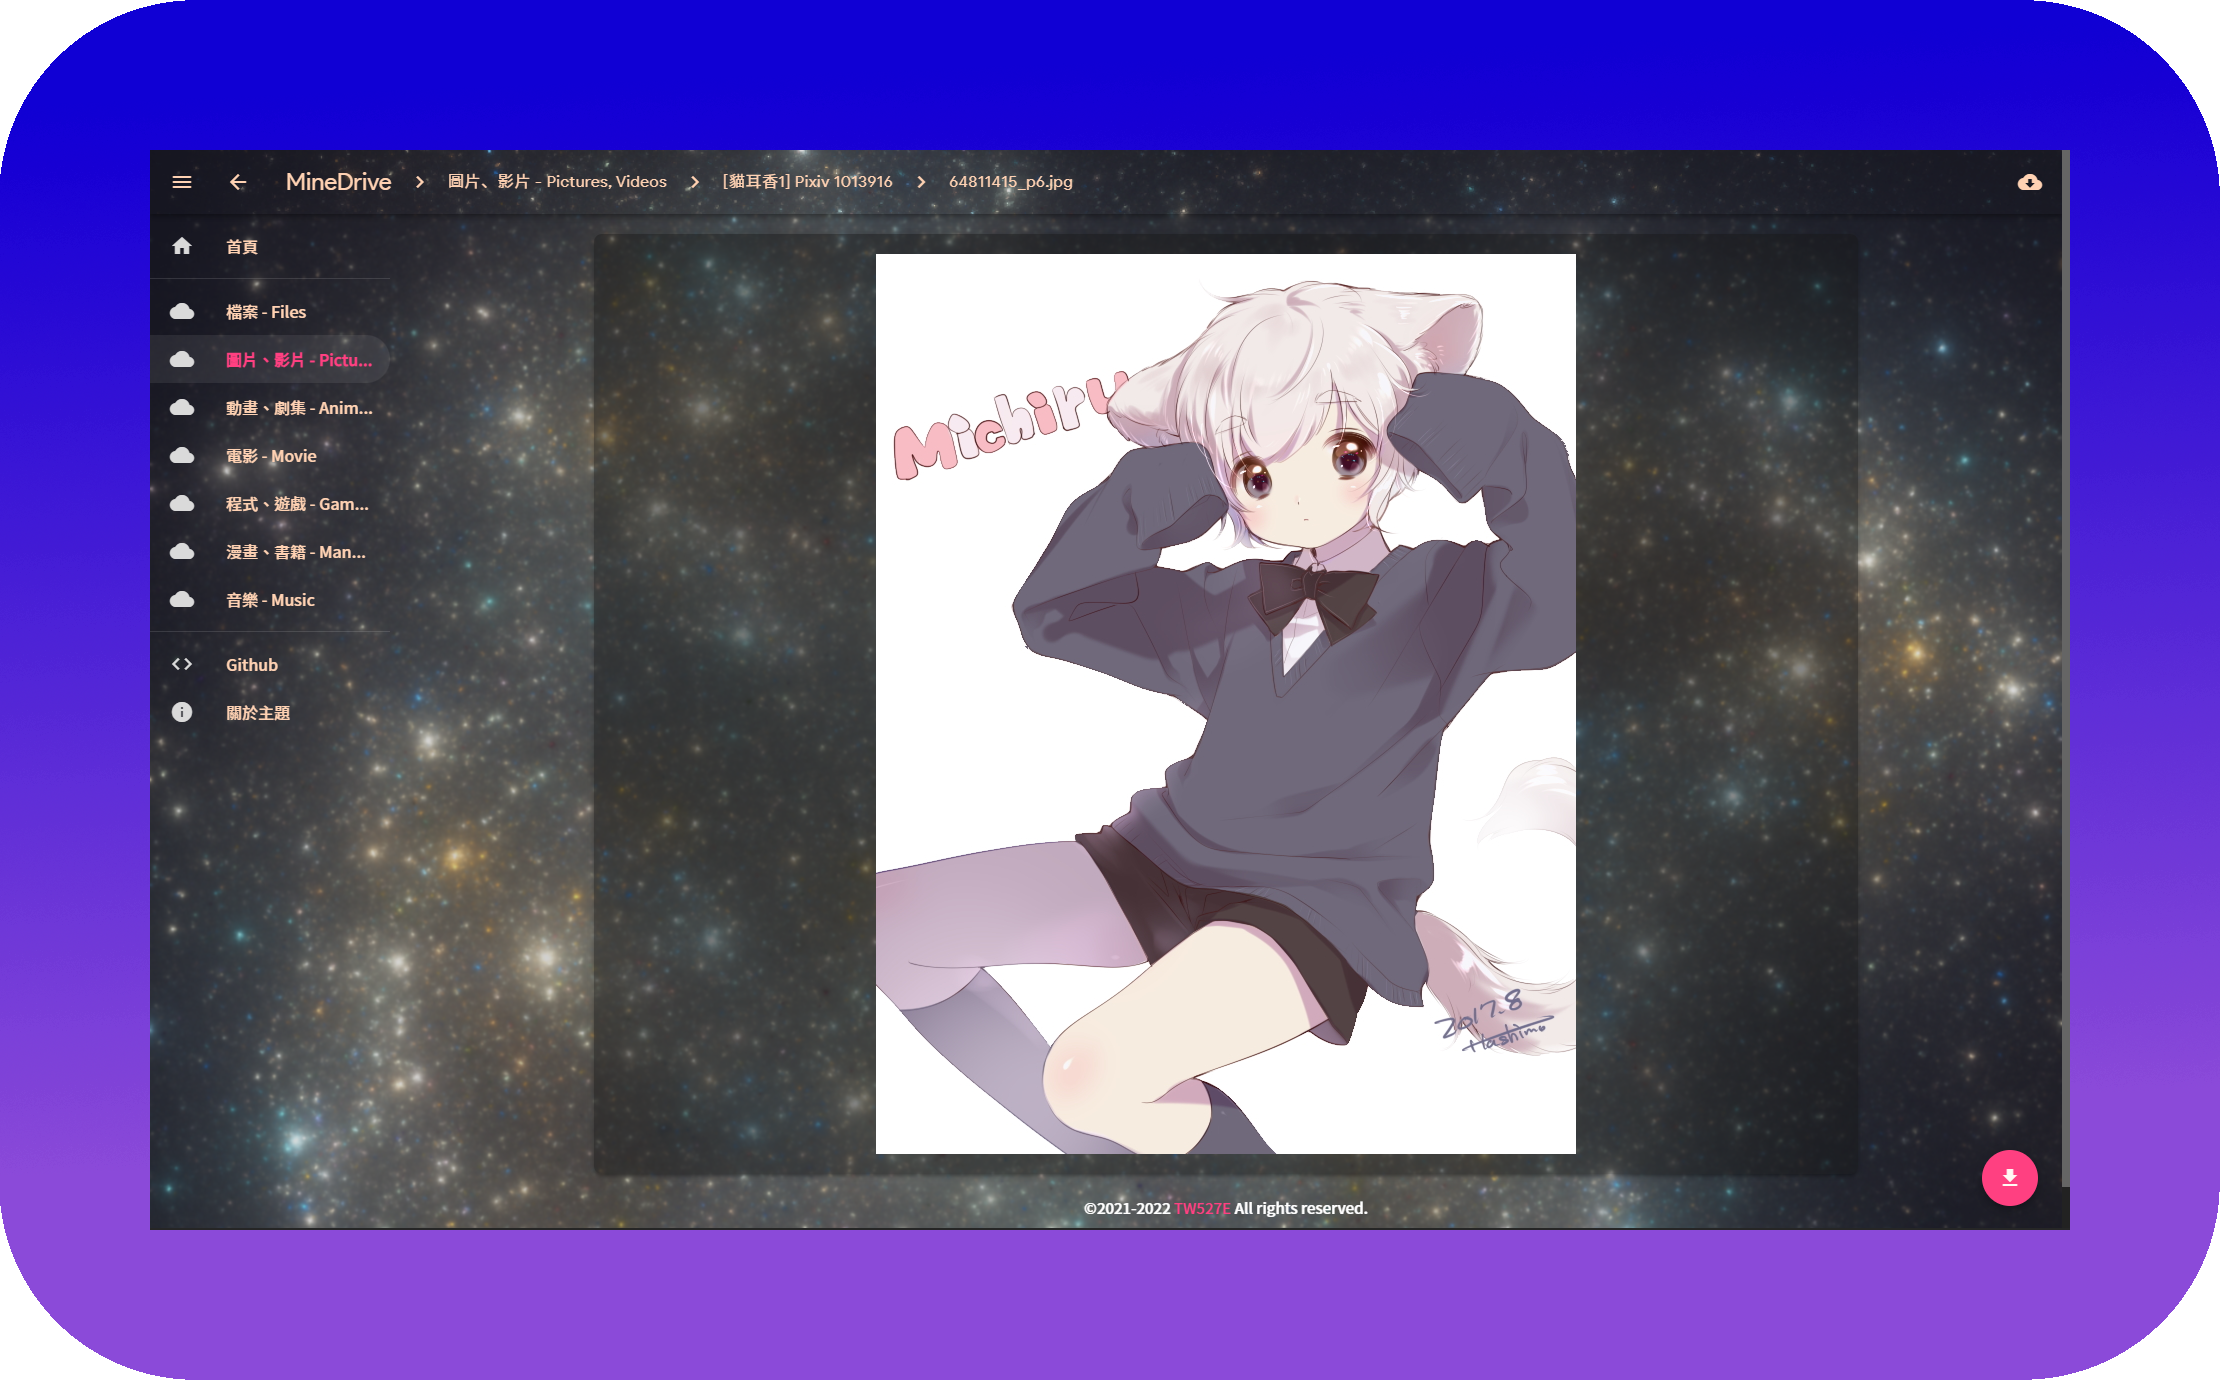 MineDrive > 圖片、影片 - Pictures, Videos > [貓耳香1] Pixiv 1013916 > 64811415_p6.jpg
首頁
檔案 - Files
圖片、影片 - Pictu...
動畫、劇集 - Anim...
電影 - Movie
程式、遊戲 - Gam...
漫畫、書籍 - Man...
音樂 - Music
Github
關於主題
Michiru
2017.8
Hashimo
©2021-2022 TW527E All rights reserved.